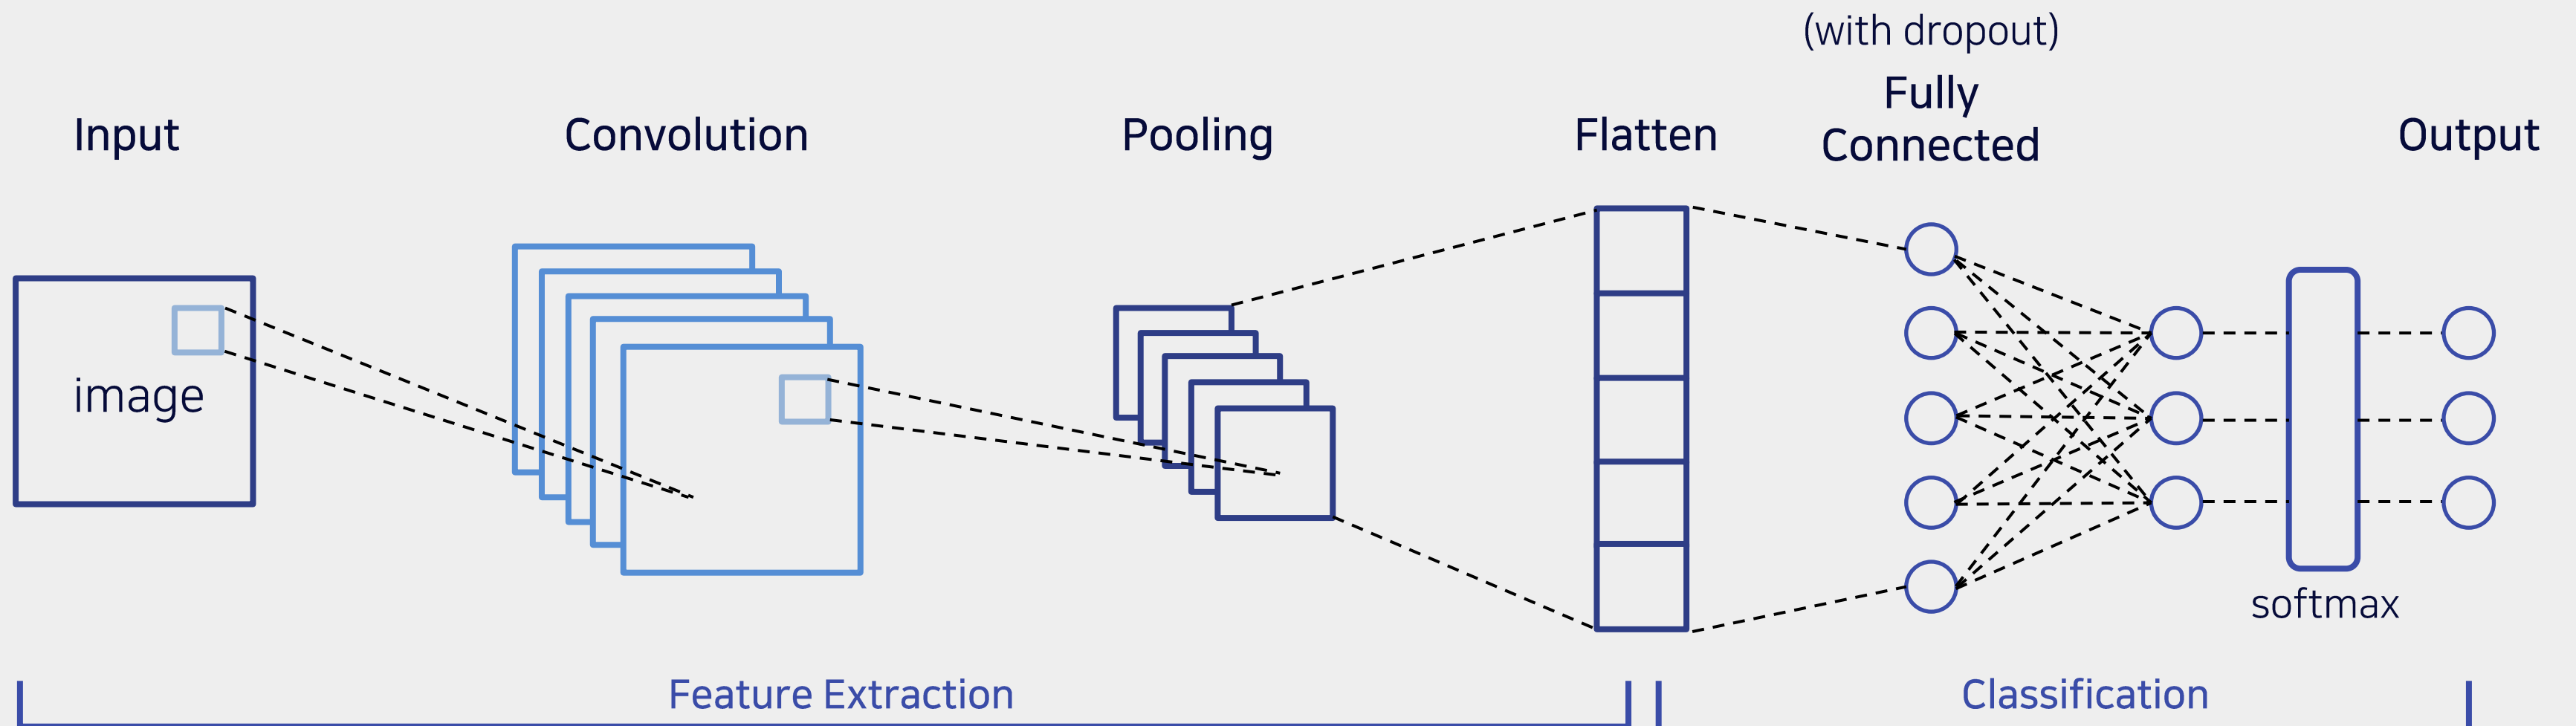 (with dropout)
Input
Convolution
Pooling
Flatten
Fully
Connected
Output
image
softmax
Feature Extraction
Classification